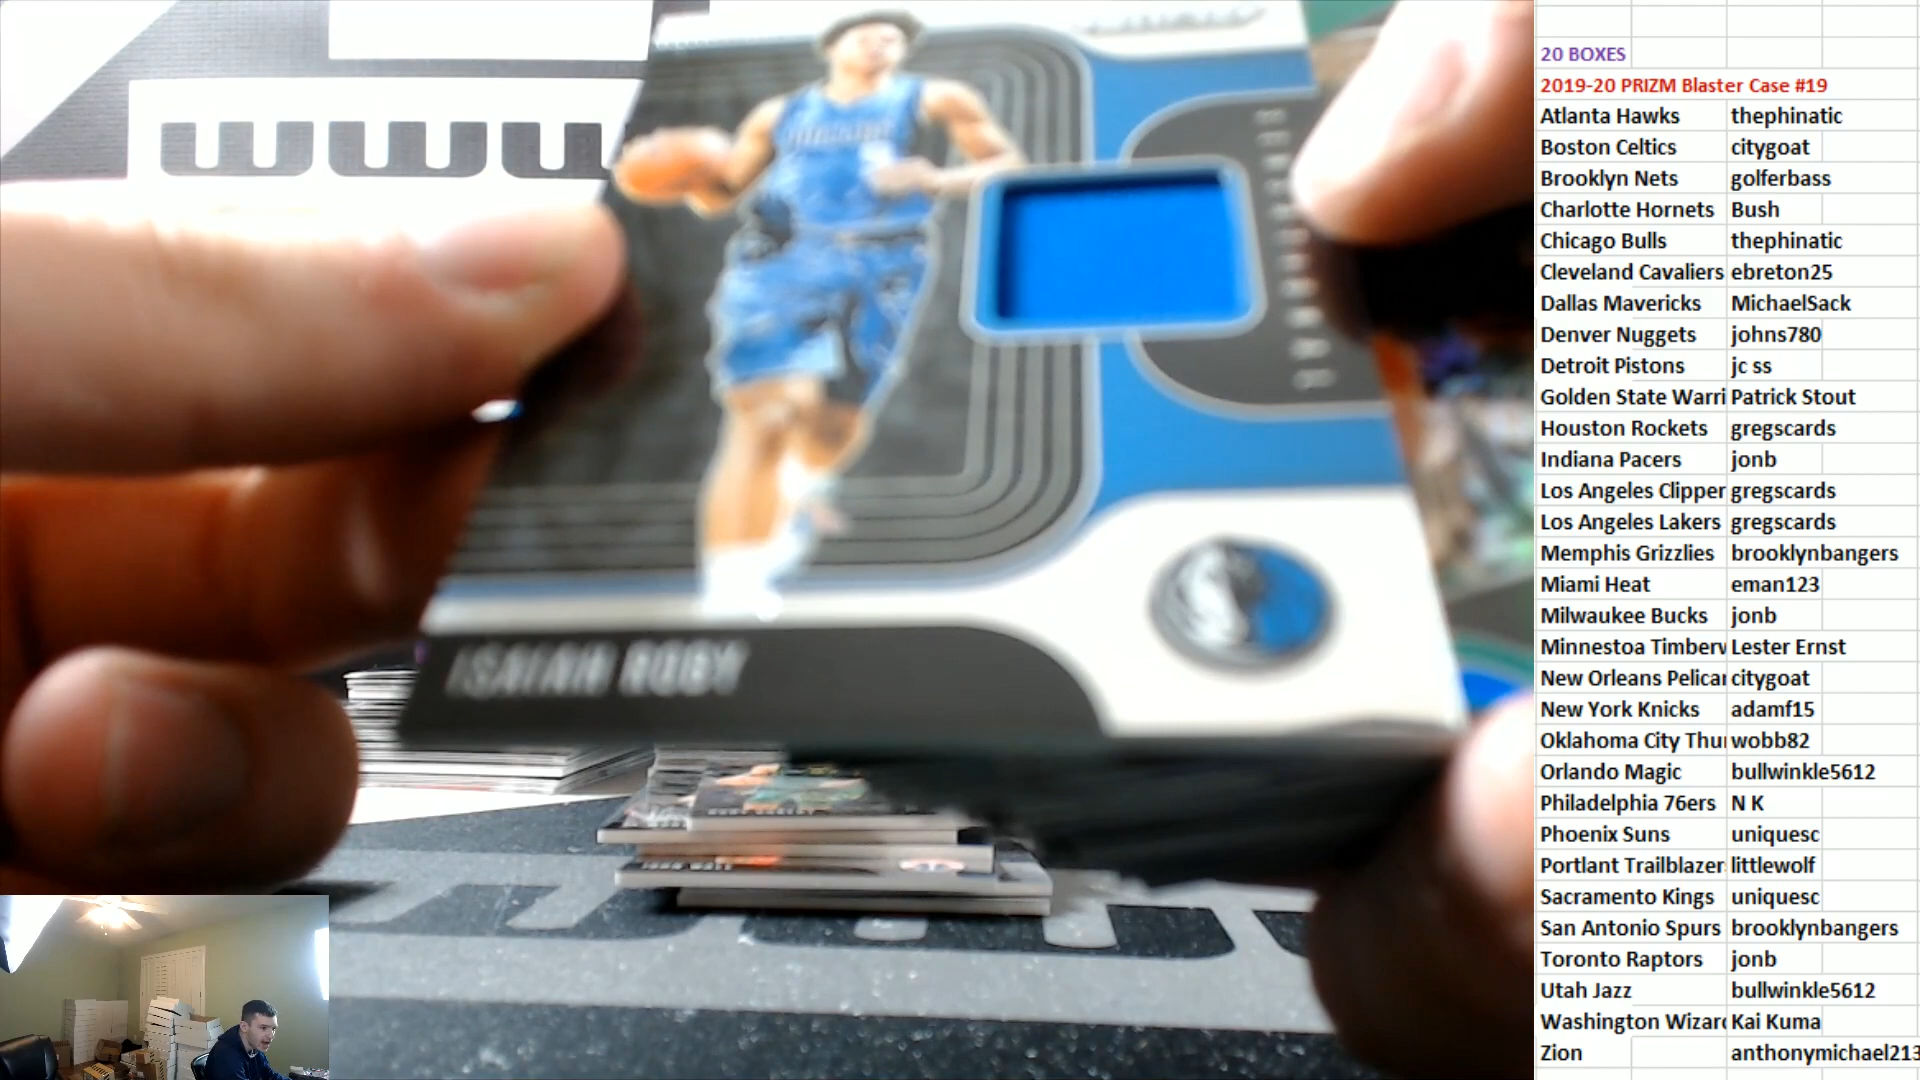 20 BOXES
2019-20 PRIZM Blaster Case #19
Atlanta Hawks thephinatic
Boston Celtics citygoat
Brooklyn Nets golferbass
Charlotte Hornets Bush
Chicago Bulls thephinatic
Cleveland Cavaliers ebreton25
Dallas Mavericks MichaelSack
Denver Nuggets johns780
Detroit Pistons jc ss
Golden State Warri Patrick Stout
Houston Rockets gregscards
Indiana Pacers jonb
Los Angeles Clipper gregscards
Los Angeles Lakers gregscards
Memphis Grizzlies brooklynbangers
Miami Heat eman123
Milwaukee Bucks jonb
Minnestoa Timberv Lester Ernst
New Orleans Pelica citygoat
New York Knicks adamf15
Oklahoma City Thu wobb82
Orlando Magic bullwinkle5612
Philadelphia 76ers N K
Phoenix Suns uniquesc
Portlant Trailblazer littlewolf
Sacramento Kings uniquesc
San Antonio Spurs brooklynbangers
Toronto Raptors jonb
Utah Jazz bullwinkle5612
Washington Wizar Kai Kuma
Zion anthonymichael213
ISAIAH ROBY